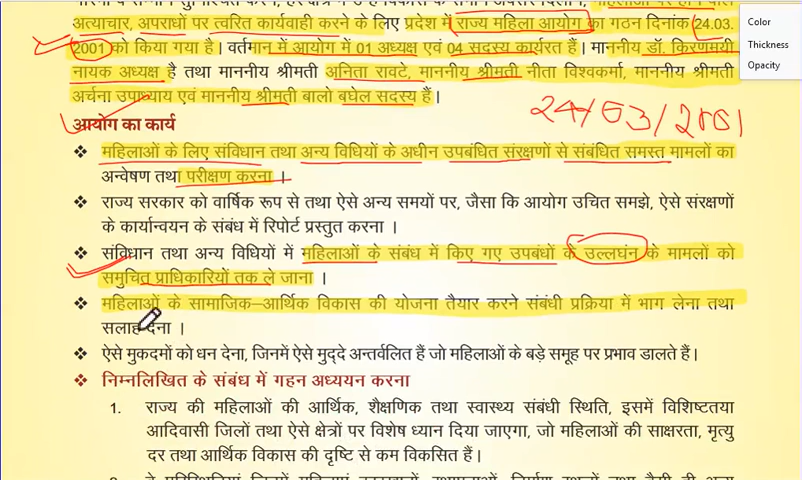 अत्याचार, अपराधों पर त्वरित कार्यवाही करने के लिए प्रदेश में राज्य महिला आयोग का गठन दिनांक 24.03.
2001 को किया गया है। वर्तमान में आयोग में 01 अध्यक्ष एवं 04 सदस्य कार्यरत हैं। माननीय डॉ. किरणमयी
नायक अध्यक्ष है तथा माननीय श्रीमती अनिता रावटे, माननीय श्रीमती नीता विश्वकर्मा, माननीय श्रीमती
अर्चना उपाध्याय एवं माननीय श्रीमती बालो बघेल सदस्य हैं।
24/03/2001
आयोग का कार्य
❖ महिलाओं के लिए संविधान तथा अन्य विधियों के अधीन उपबंधित संरक्षणों से संबंधित समस्त मामलों का
अन्वेषण तथा परीक्षण करना ।
❖ राज्य सरकार को वार्षिक रूप से तथा ऐसे अन्य समयों पर, जैसा कि आयोग उचित समझे, ऐसे संरक्षणों
के कार्यान्वयन के संबंध में रिपोर्ट प्रस्तुत करना ।
❖ संविधान तथा अन्य विधियों में महिलाओं के संबंध में किए गए उपबंधों के उल्लघंन के मामलों को
समुचित प्राधिकारियों तक ले जाना ।
❖ महिलाओं के सामाजिक–आर्थिक विकास की योजना तैयार करने संबंधी प्रक्रिया में भाग लेना तथा
सलाह देना ।
❖ ऐसे मुकदमों को धन देना, जिनमें ऐसे मुद्दे अन्तर्वलित हैं जो महिलाओं के बड़े समूह पर प्रभाव डालते हैं।
❖ निम्नलिखित के संबंध में गहन अध्ययन करना
1. राज्य की महिलाओं की आर्थिक, शैक्षणिक तथा स्वास्थ्य संबंधी स्थिति, इसमें विशिष्टतया
आदिवासी जिलों तथा ऐसे क्षेत्रों पर विशेष ध्यान दिया जाएगा, जो महिलाओं की साक्षरता, मृत्यु
दर तथा आर्थिक विकास की दृष्टि से कम विकसित हैं।
Color
Thickness
Opacity